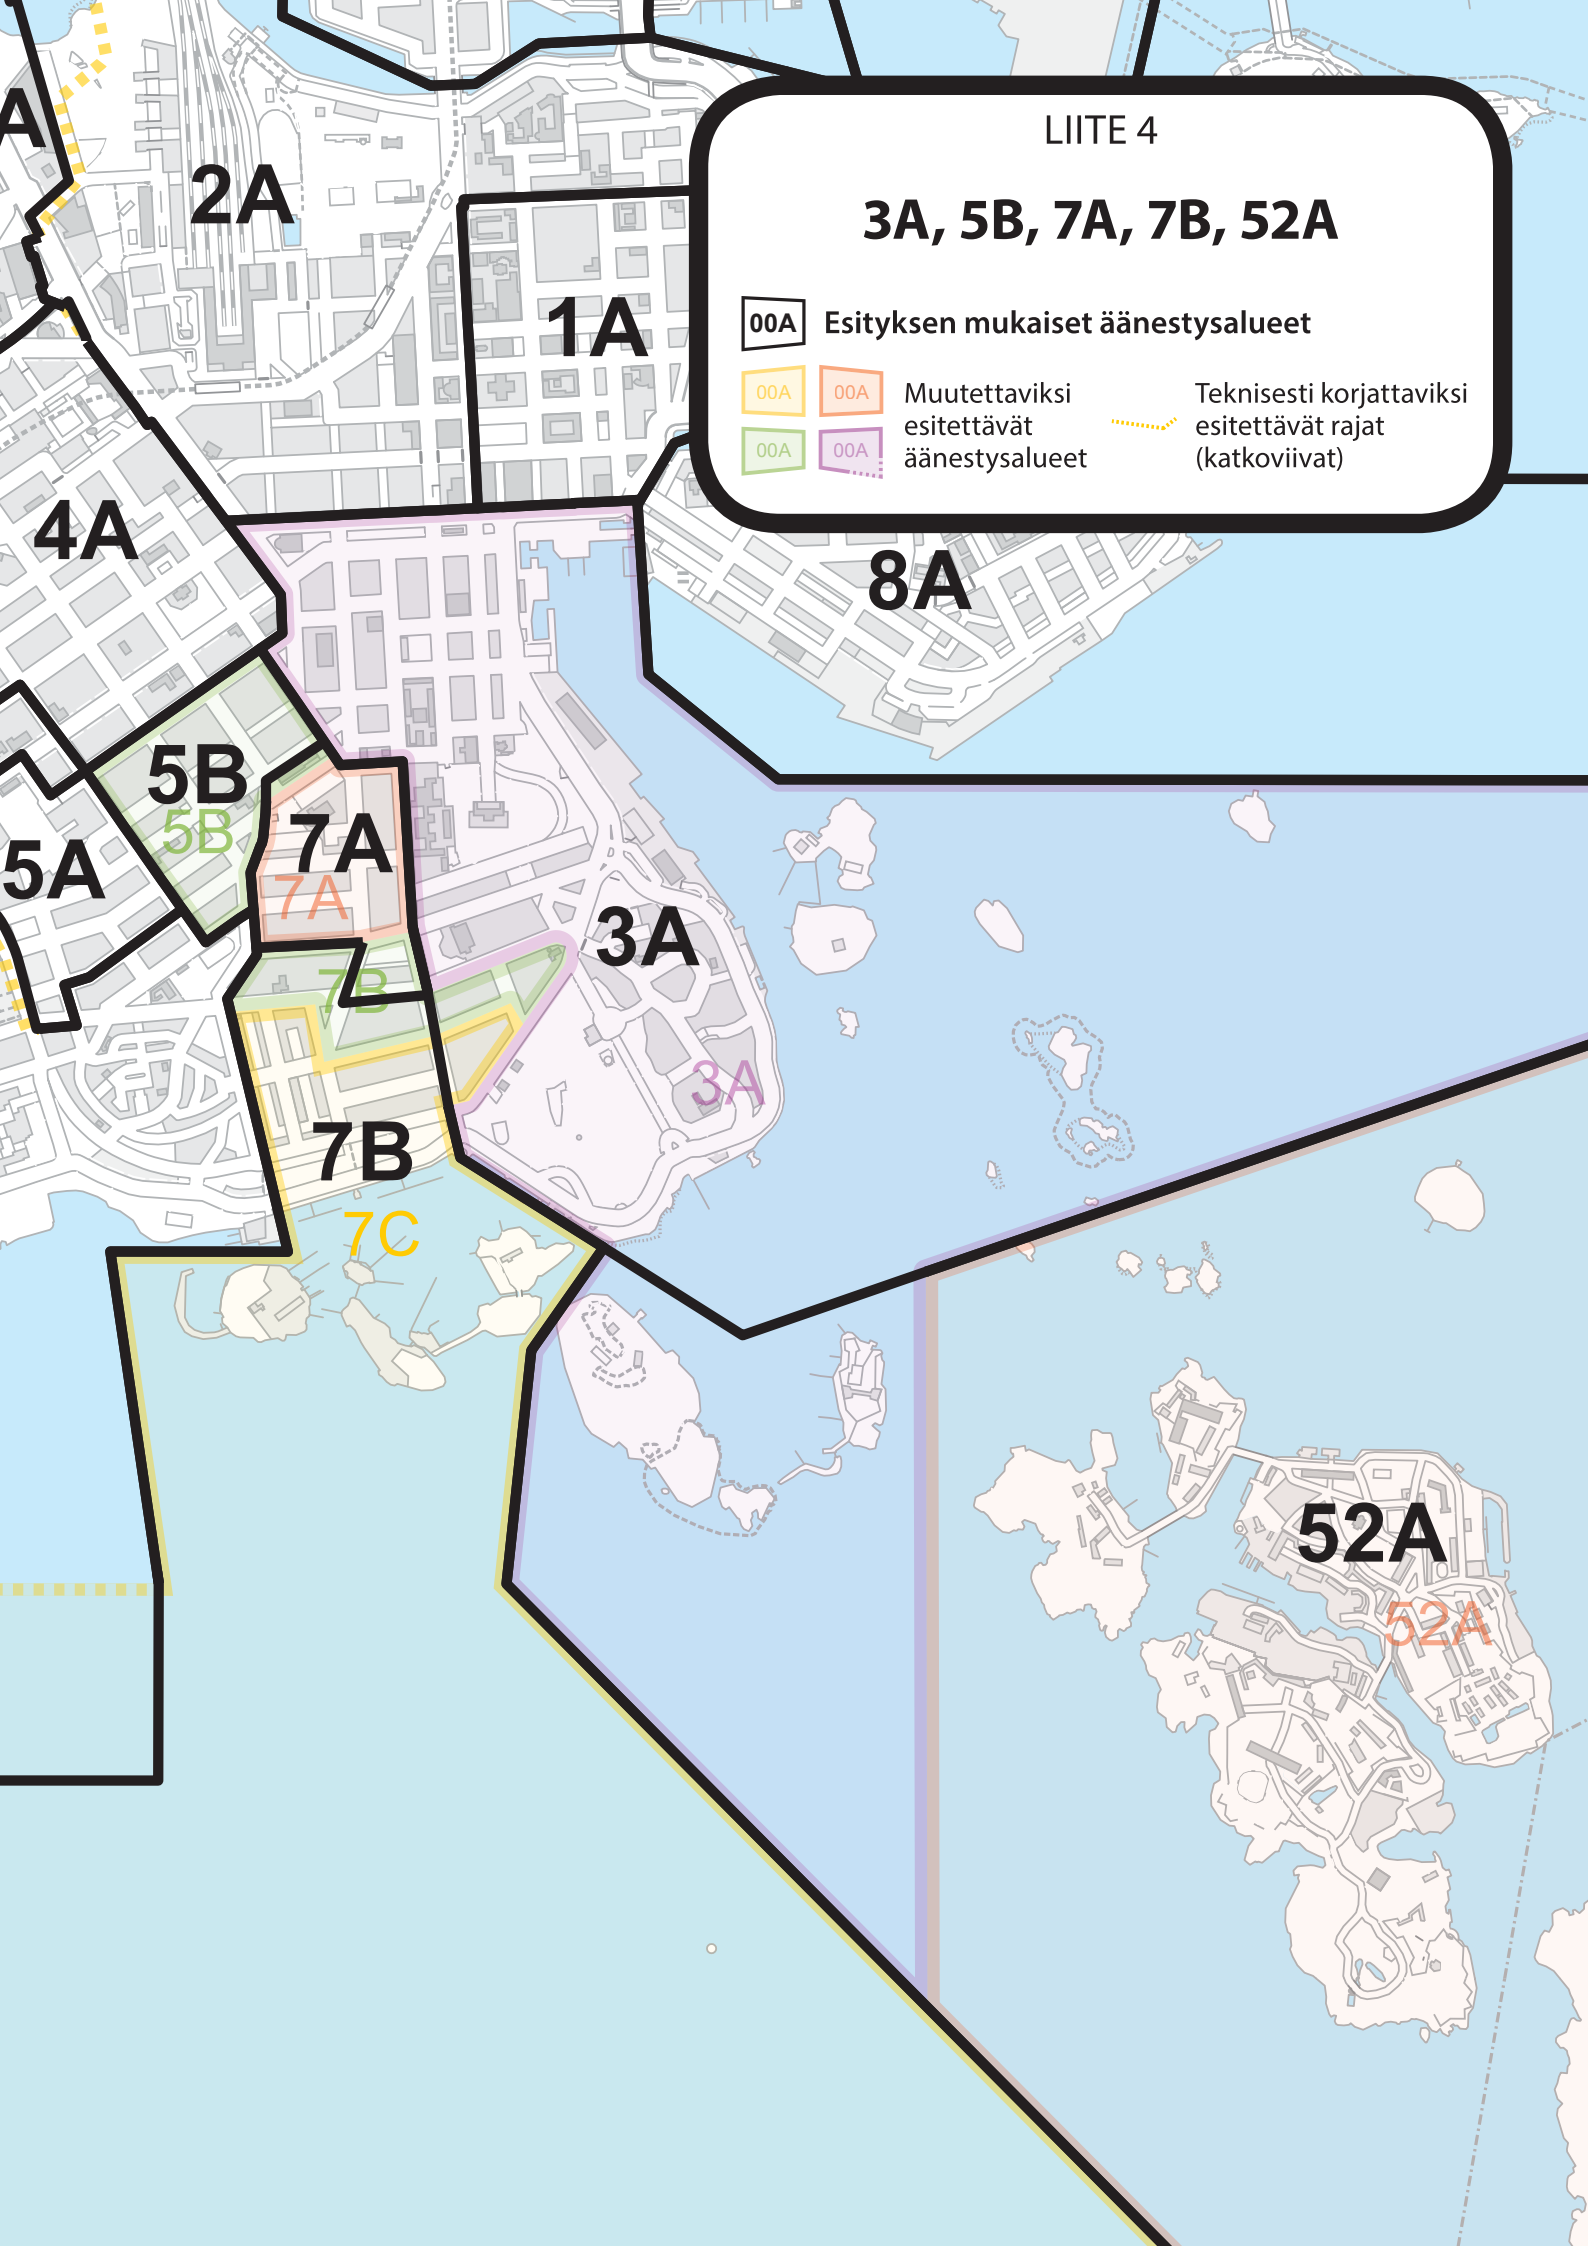 LIITE 4
3A, 5B, 7A, 7B, 52A
00A Esityksen mukaiset äänestysalueet
00A 00A
00A 00A
Muutettaviksi
esitettävät
äänestysalueet
Teknisesti korjattaviksi
esitettävät rajat
(katkoviivat)
A
2A
1A
4A
8A
5B
5B
7A
5A
7A
3A
7B
3A
7B
7C
52A
52A